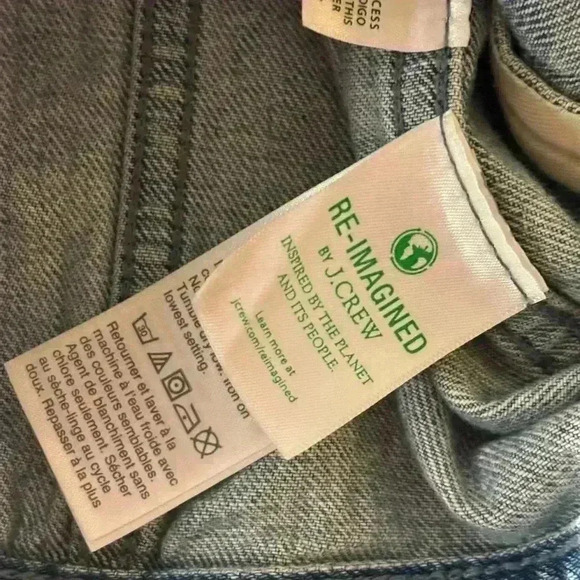 CESS
DIGO
THIS
ER
RE-IMAGINED
BY J.CREW
INSPIRED BY THE PLANET
AND ITS PEOPLE.
Learn more at
jcrew.com/reimagined
Tumble dry low. Iron on
lowest setting.
30
Retourner et laver à la
machine à l'eau froide avec
des couleurs semblables.
Agent de blanchiment sans
chlore seulement. Sécher
au sèche-linge au cycle
doux. Repasser à la plus